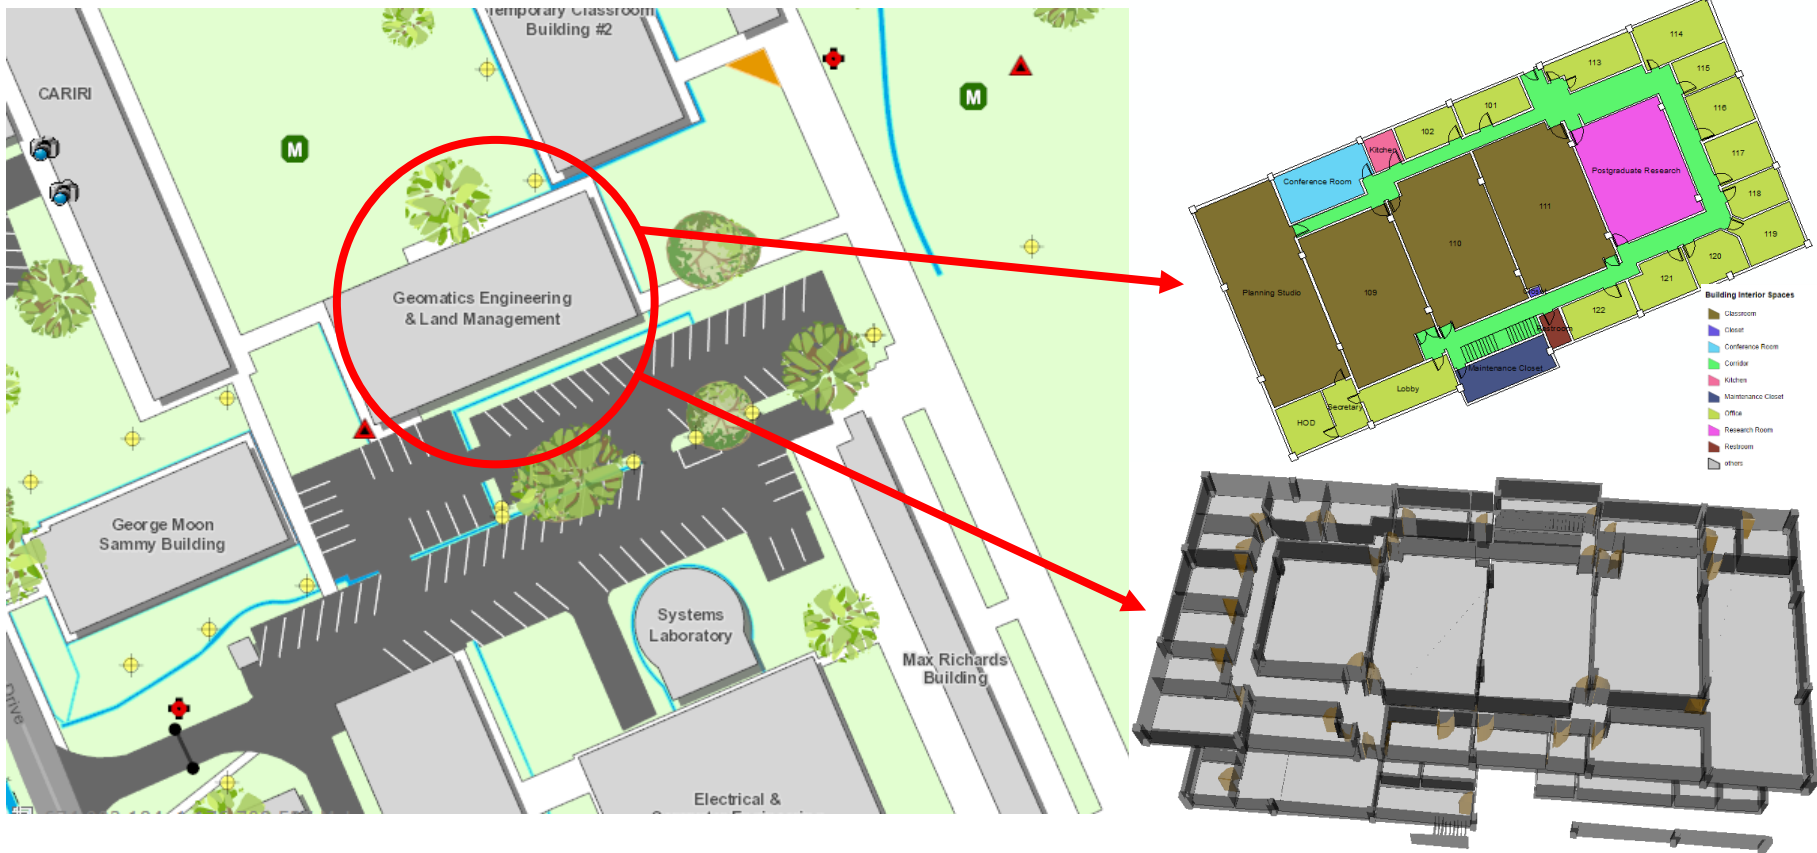 Temporary Classroom
Building #2
CARIRI
M
M
Geomatics Engineering
& Land Management
George Moon
Sammy Building
Systems
Laboratory
Max Richards
Building
Drive
Electrical &
114
113
115
101
116
102
Kitchen
117
Postgraduate Research
Conference Room
118
111
119
110
120
121
Planning Studio
109
Closet
122
Restroom
Maintenance Closet
Lobby
Secretary
HOD
Building Interior Spaces
Classroom
Closet
Conference Room
Corridor
Kitchen
Maintenance Closet
Office
Research Room
Restroom
others